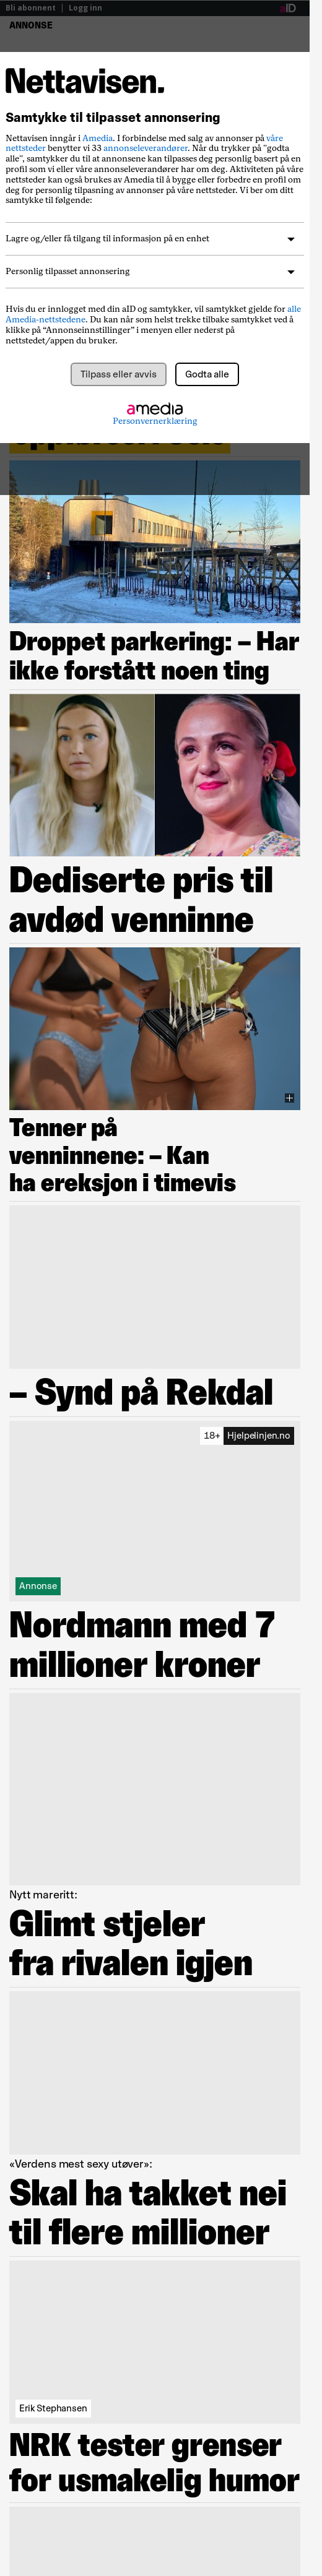 Bli abonnent | Logg inn
aID
ANNONSE
Nettavisen.
Samtykke til tilpasset annonsering
Nettavisen inngår i Amedia. I forbindelse med salg av annonser på våre
nettsteder benytter vi 33 annonseleverandører. Når du trykker på "godta
alle", samtykker du til at annonsene kan tilpasses deg personlig basert på en
profil som vi eller våre annonseleverandører har om deg. Aktiviteten på våre
nettsteder kan også brukes av Amedia til å bygge eller forbedre en profil om
deg for personlig tilpasning av annonser på våre nettsteder. Vi ber om ditt
samtykke til følgende:
Lagre og/eller få tilgang til informasjon på en enhet
Personlig tilpasset annonsering
Hvis du er innlogget med din aID og samtykker, vil samtykket gjelde for alle
Amedia-nettstedene. Du kan når som helst trekke tilbake samtykket ved å
klikke på “Annonseinnstillinger” i menyen eller nederst på
nettstedet/appen du bruker.
Tilpass eller avvis
Godta alle
amedia
Personvernerklæring
Droppet parkering: – Har
ikke forstått noen ting
Dediserte pris til
avdød venninne
Tenner på
venninnene: – Kan
ha ereksjon i timevis
– Synd på Rekdal
18+ Hjelpelinjen.no
Annonse
Nordmann med 7
millioner kroner
Nytt mareritt:
Glimt stjeler
fra rivalen igjen
«Verdens mest sexy utøver»:
Skal ha takket nei
til flere millioner
Erik Stephansen
NRK tester grenser
for usmakelig humor